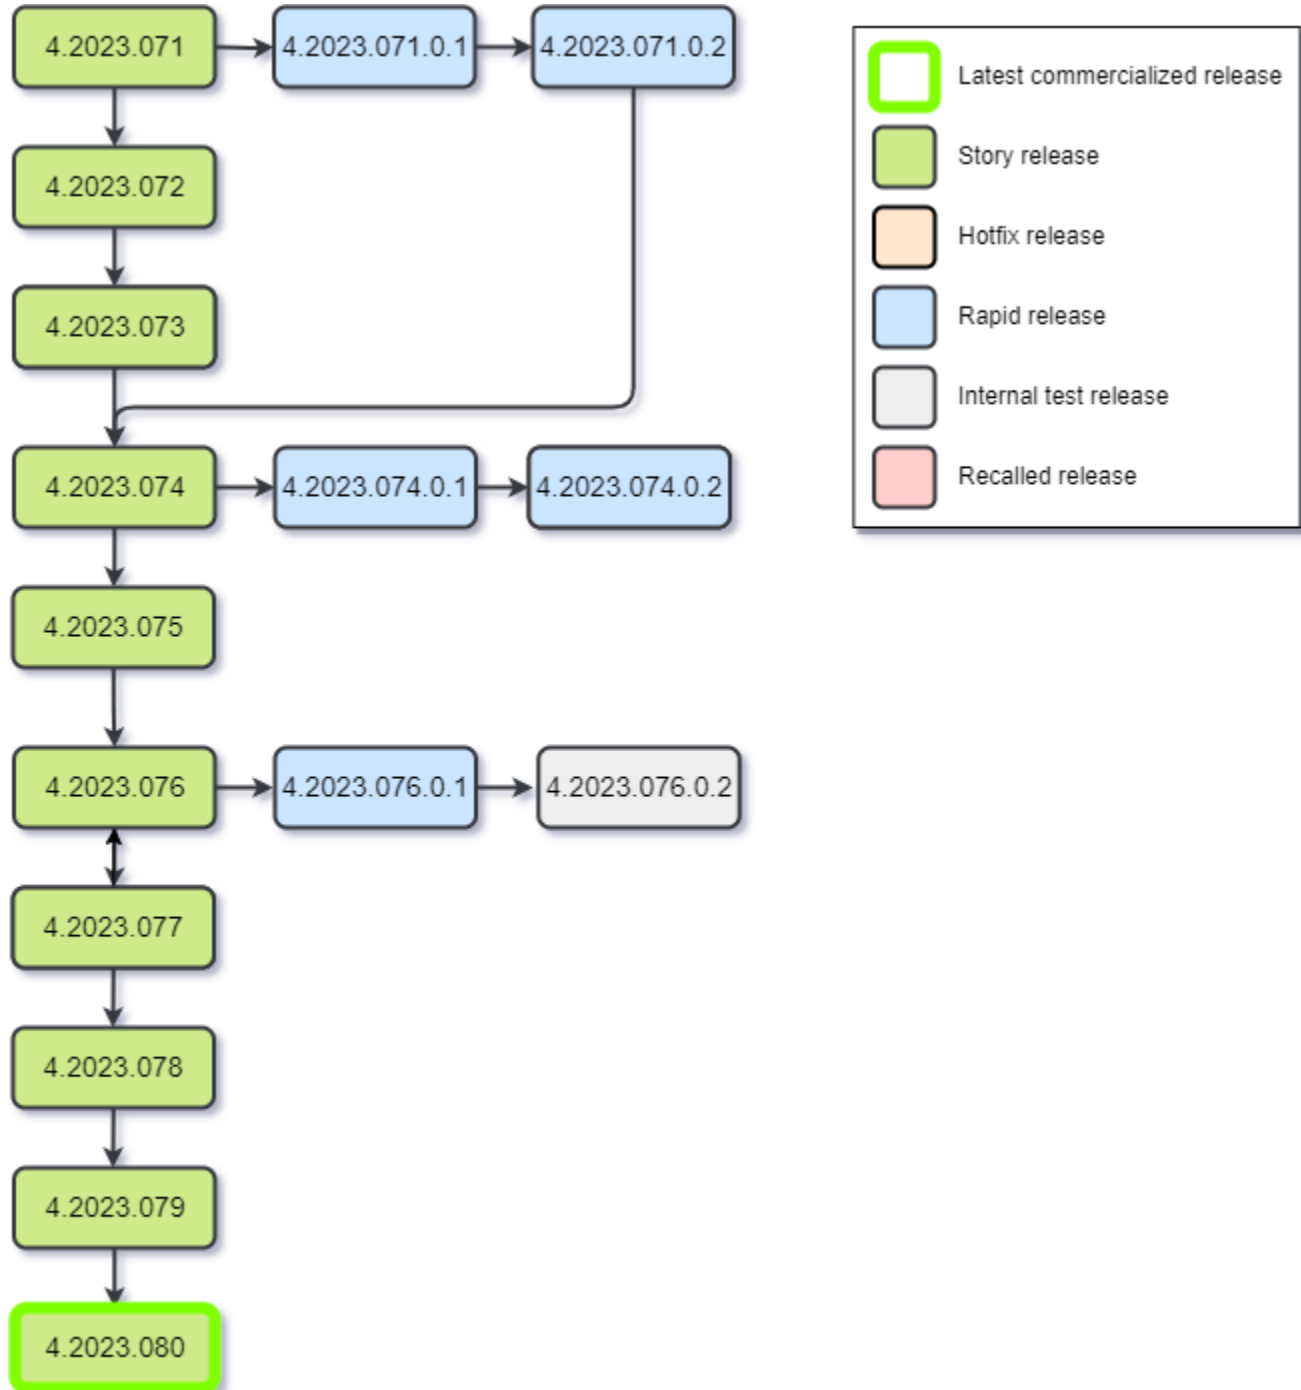 4.2023.071
4.2023.071.0.1
4.2023.071.0.2
4.2023.072
4.2023.073
4.2023.074
4.2023.074.0.1
4.2023.074.0.2
4.2023.075
4.2023.076
4.2023.076.0.1
4.2023.076.0.2
4.2023.077
4.2023.078
4.2023.079
4.2023.080
Latest commercialized release
Story release
Hotfix release
Rapid release
Internal test release
Recalled release